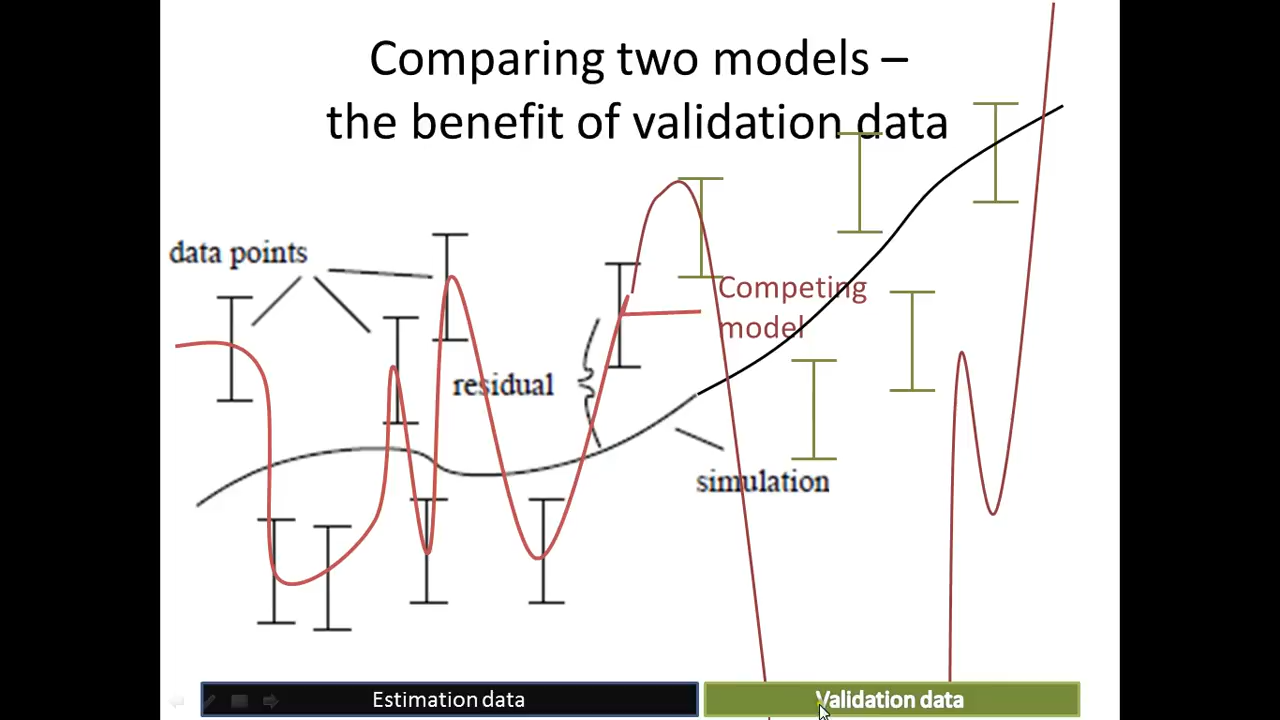 Comparing two models –
the benefit of validation data
data points
Competing
model
residual
simulation
Estimation data
Validation data